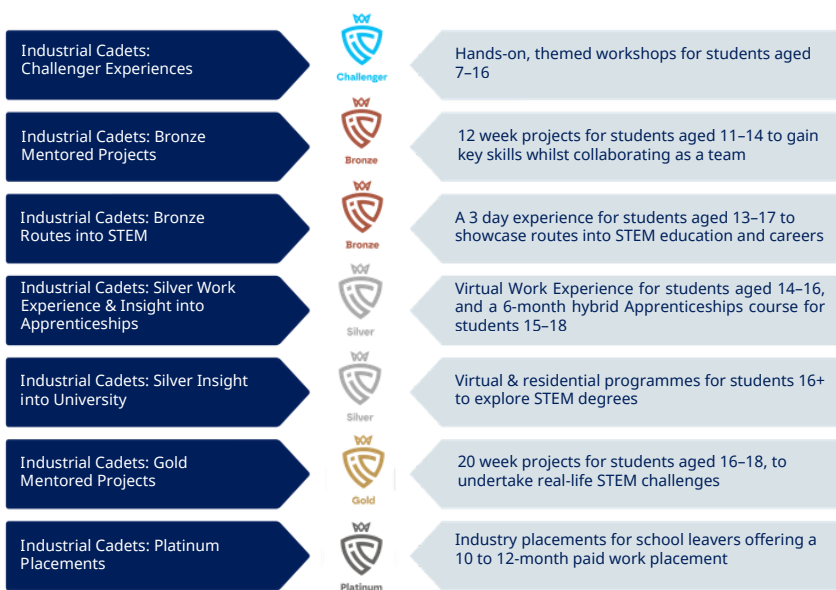 Industrial Cadets:
Challenger Experiences
Challenger
Hands-on, themed workshops for students aged
7–16
Industrial Cadets: Bronze
Mentored Projects
Bronze
12 week projects for students aged 11–14 to gain
key skills whilst collaborating as a team
Industrial Cadets: Bronze
Routes into STEM
Bronze
A 3 day experience for students aged 13–17 to
showcase routes into STEM education and careers
Industrial Cadets: Silver Work
Experience & Insight into
Apprenticeships
Silver
Virtual Work Experience for students aged 14–16,
and a 6-month hybrid Apprenticeships course for
students 15–18
Industrial Cadets: Silver Insight
into University
Silver
Virtual & residential programmes for students 16+
to explore STEM degrees
Industrial Cadets: Gold
Mentored Projects
Gold
20 week projects for students aged 16–18, to
undertake real-life STEM challenges
Industrial Cadets: Platinum
Placements
Platinum
Industry placements for school leavers offering a
10 to 12-month paid work placement